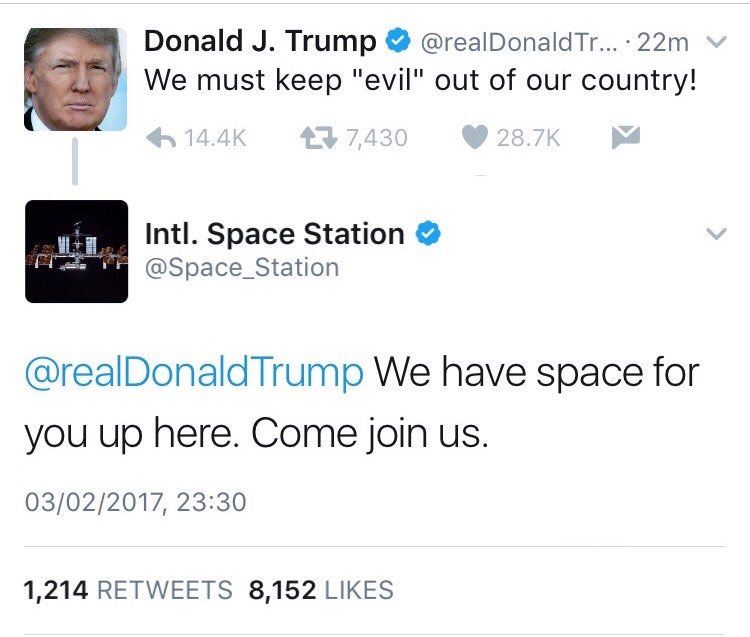 Donald J. Trump @realDonaldTr... · 22m
We must keep "evil" out of our country!
14.4K 7,430 28.7K
Intl. Space Station
@Space_Station
@realDonaldTrump We have space for
you up here. Come join us.
03/02/2017, 23:30
1,214 RETWEETS 8,152 LIKES